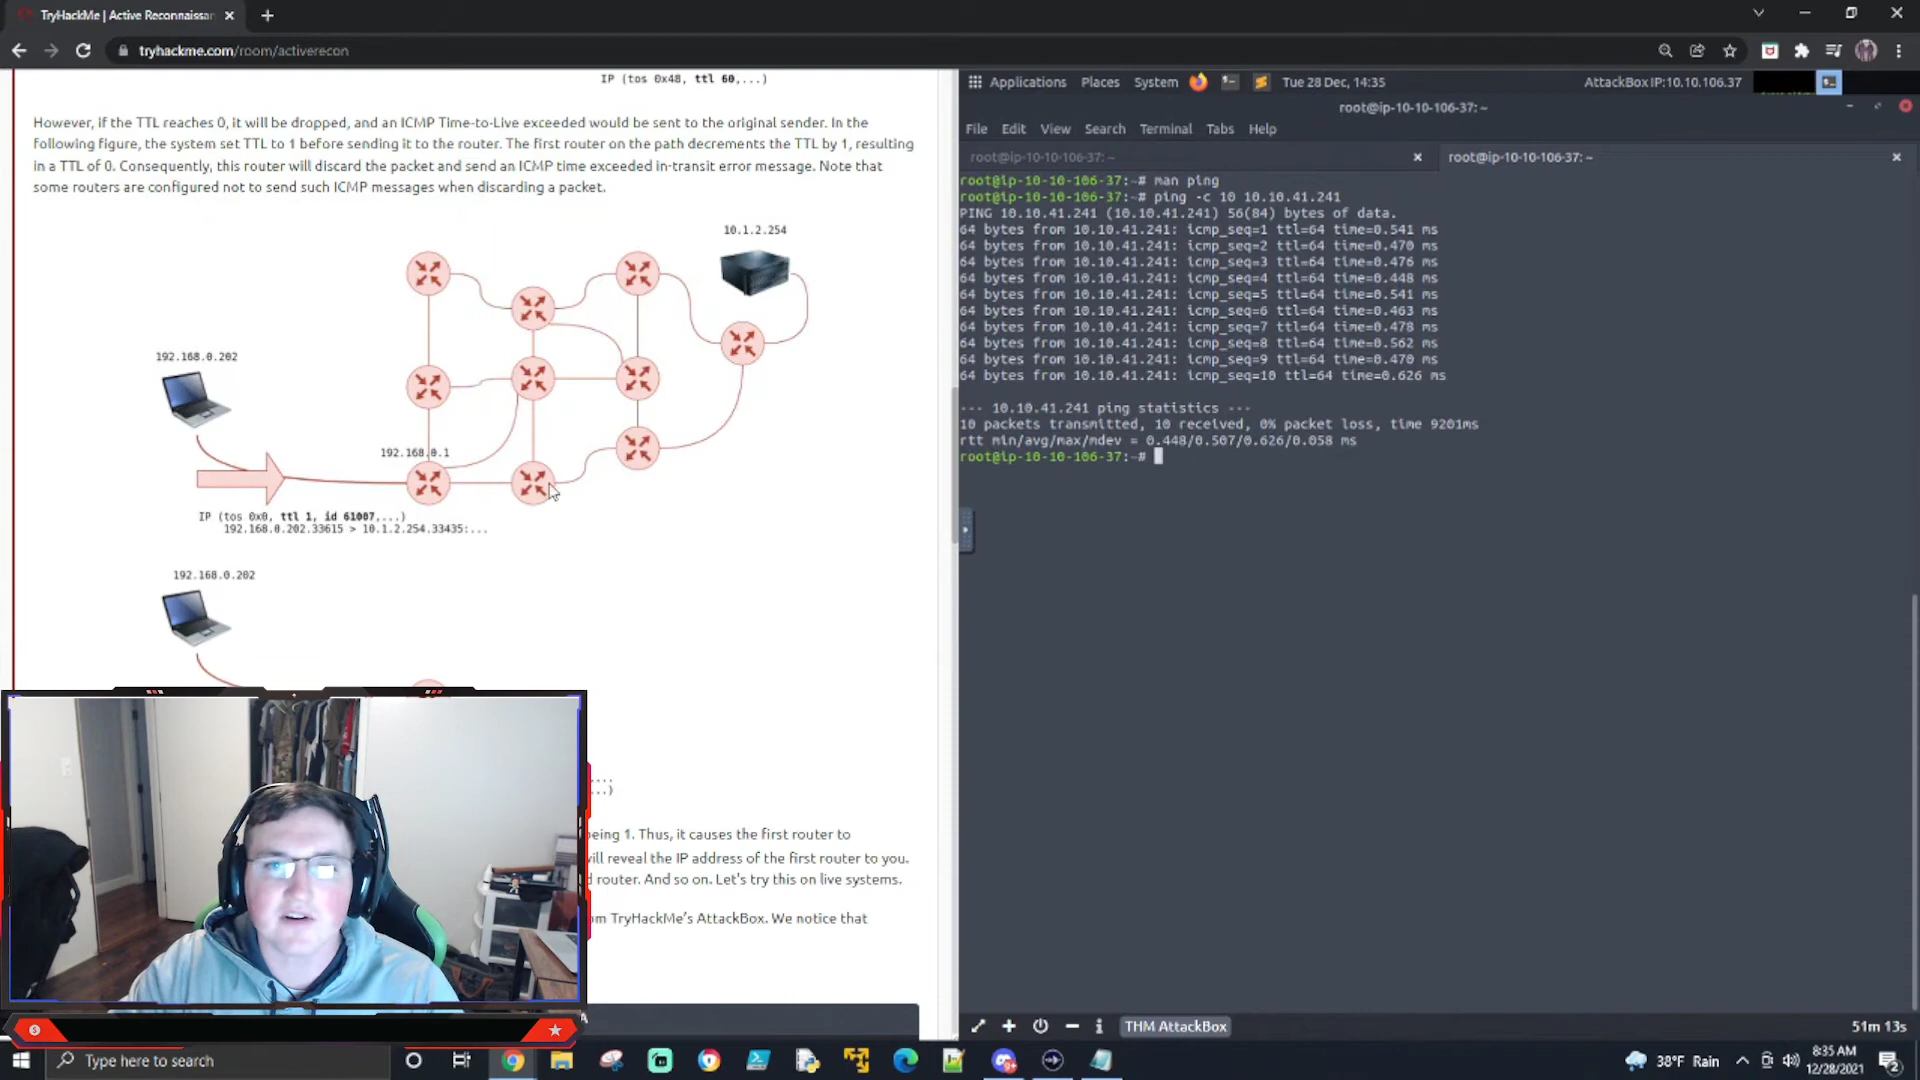 TryHackMe | Active Reconnaissan
tryhackme.com/room/activerecon
IP (tos 0x48, ttl 60,...)
However, if the TTL reaches 0, it will be dropped, and an ICMP Time-to-Live exceeded would be sent to the original sender. In the
following figure, the system set TTL to 1 before sending it to the router. The first router on the path decrements the TTL by 1, resulting
in a TTL of 0. Consequently, this router will discard the packet and send an ICMP time exceeded in-transit error message. Note that
some routers are configured not to send such ICMP messages when discarding a packet.
10.1.2.254
192.168.0.202
192.168.0.1
IP (tos 0x0, ttl 1, id 61007,...)
192.168.0.202.33615 > 10.1.2.254.33435:...
192.168.0.202
...
...)
being 1. Thus, it causes the first router to
will reveal the IP address of the first router to you.
d router. And so on. Let's try this on live systems.
om TryHackMe's AttackBox. We notice that
Applications Places System Tue 28 Dec, 14:35 AttackBox IP:10.10.106.37
root@ip-10-10-106-37: ~
File Edit View Search Terminal Tabs Help
root@ip-10-10-106-37: ~ root@ip-10-10-106-37: ~
root@ip-10-10-106-37:~# man ping
root@ip-10-10-106-37:~# ping -c 10 10.10.41.241
PING 10.10.41.241 (10.10.41.241) 56(84) bytes of data.
64 bytes from 10.10.41.241: icmp_seq=1 ttl=64 time=0.541 ms
64 bytes from 10.10.41.241: icmp_seq=2 ttl=64 time=0.470 ms
64 bytes from 10.10.41.241: icmp_seq=3 ttl=64 time=0.476 ms
64 bytes from 10.10.41.241: icmp_seq=4 ttl=64 time=0.448 ms
64 bytes from 10.10.41.241: icmp_seq=5 ttl=64 time=0.541 ms
64 bytes from 10.10.41.241: icmp_seq=6 ttl=64 time=0.463 ms
64 bytes from 10.10.41.241: icmp_seq=7 ttl=64 time=0.478 ms
64 bytes from 10.10.41.241: icmp_seq=8 ttl=64 time=0.562 ms
64 bytes from 10.10.41.241: icmp_seq=9 ttl=64 time=0.470 ms
64 bytes from 10.10.41.241: icmp_seq=10 ttl=64 time=0.626 ms
--- 10.10.41.241 ping statistics ---
10 packets transmitted, 10 received, 0% packet loss, time 9201ms
rtt min/avg/max/mdev = 0.448/0.507/0.626/0.058 ms
root@ip-10-10-106-37:~#
THM AttackBox
51m 13s
Type here to search
38°F Rain
8:35 AM
12/28/2021
2